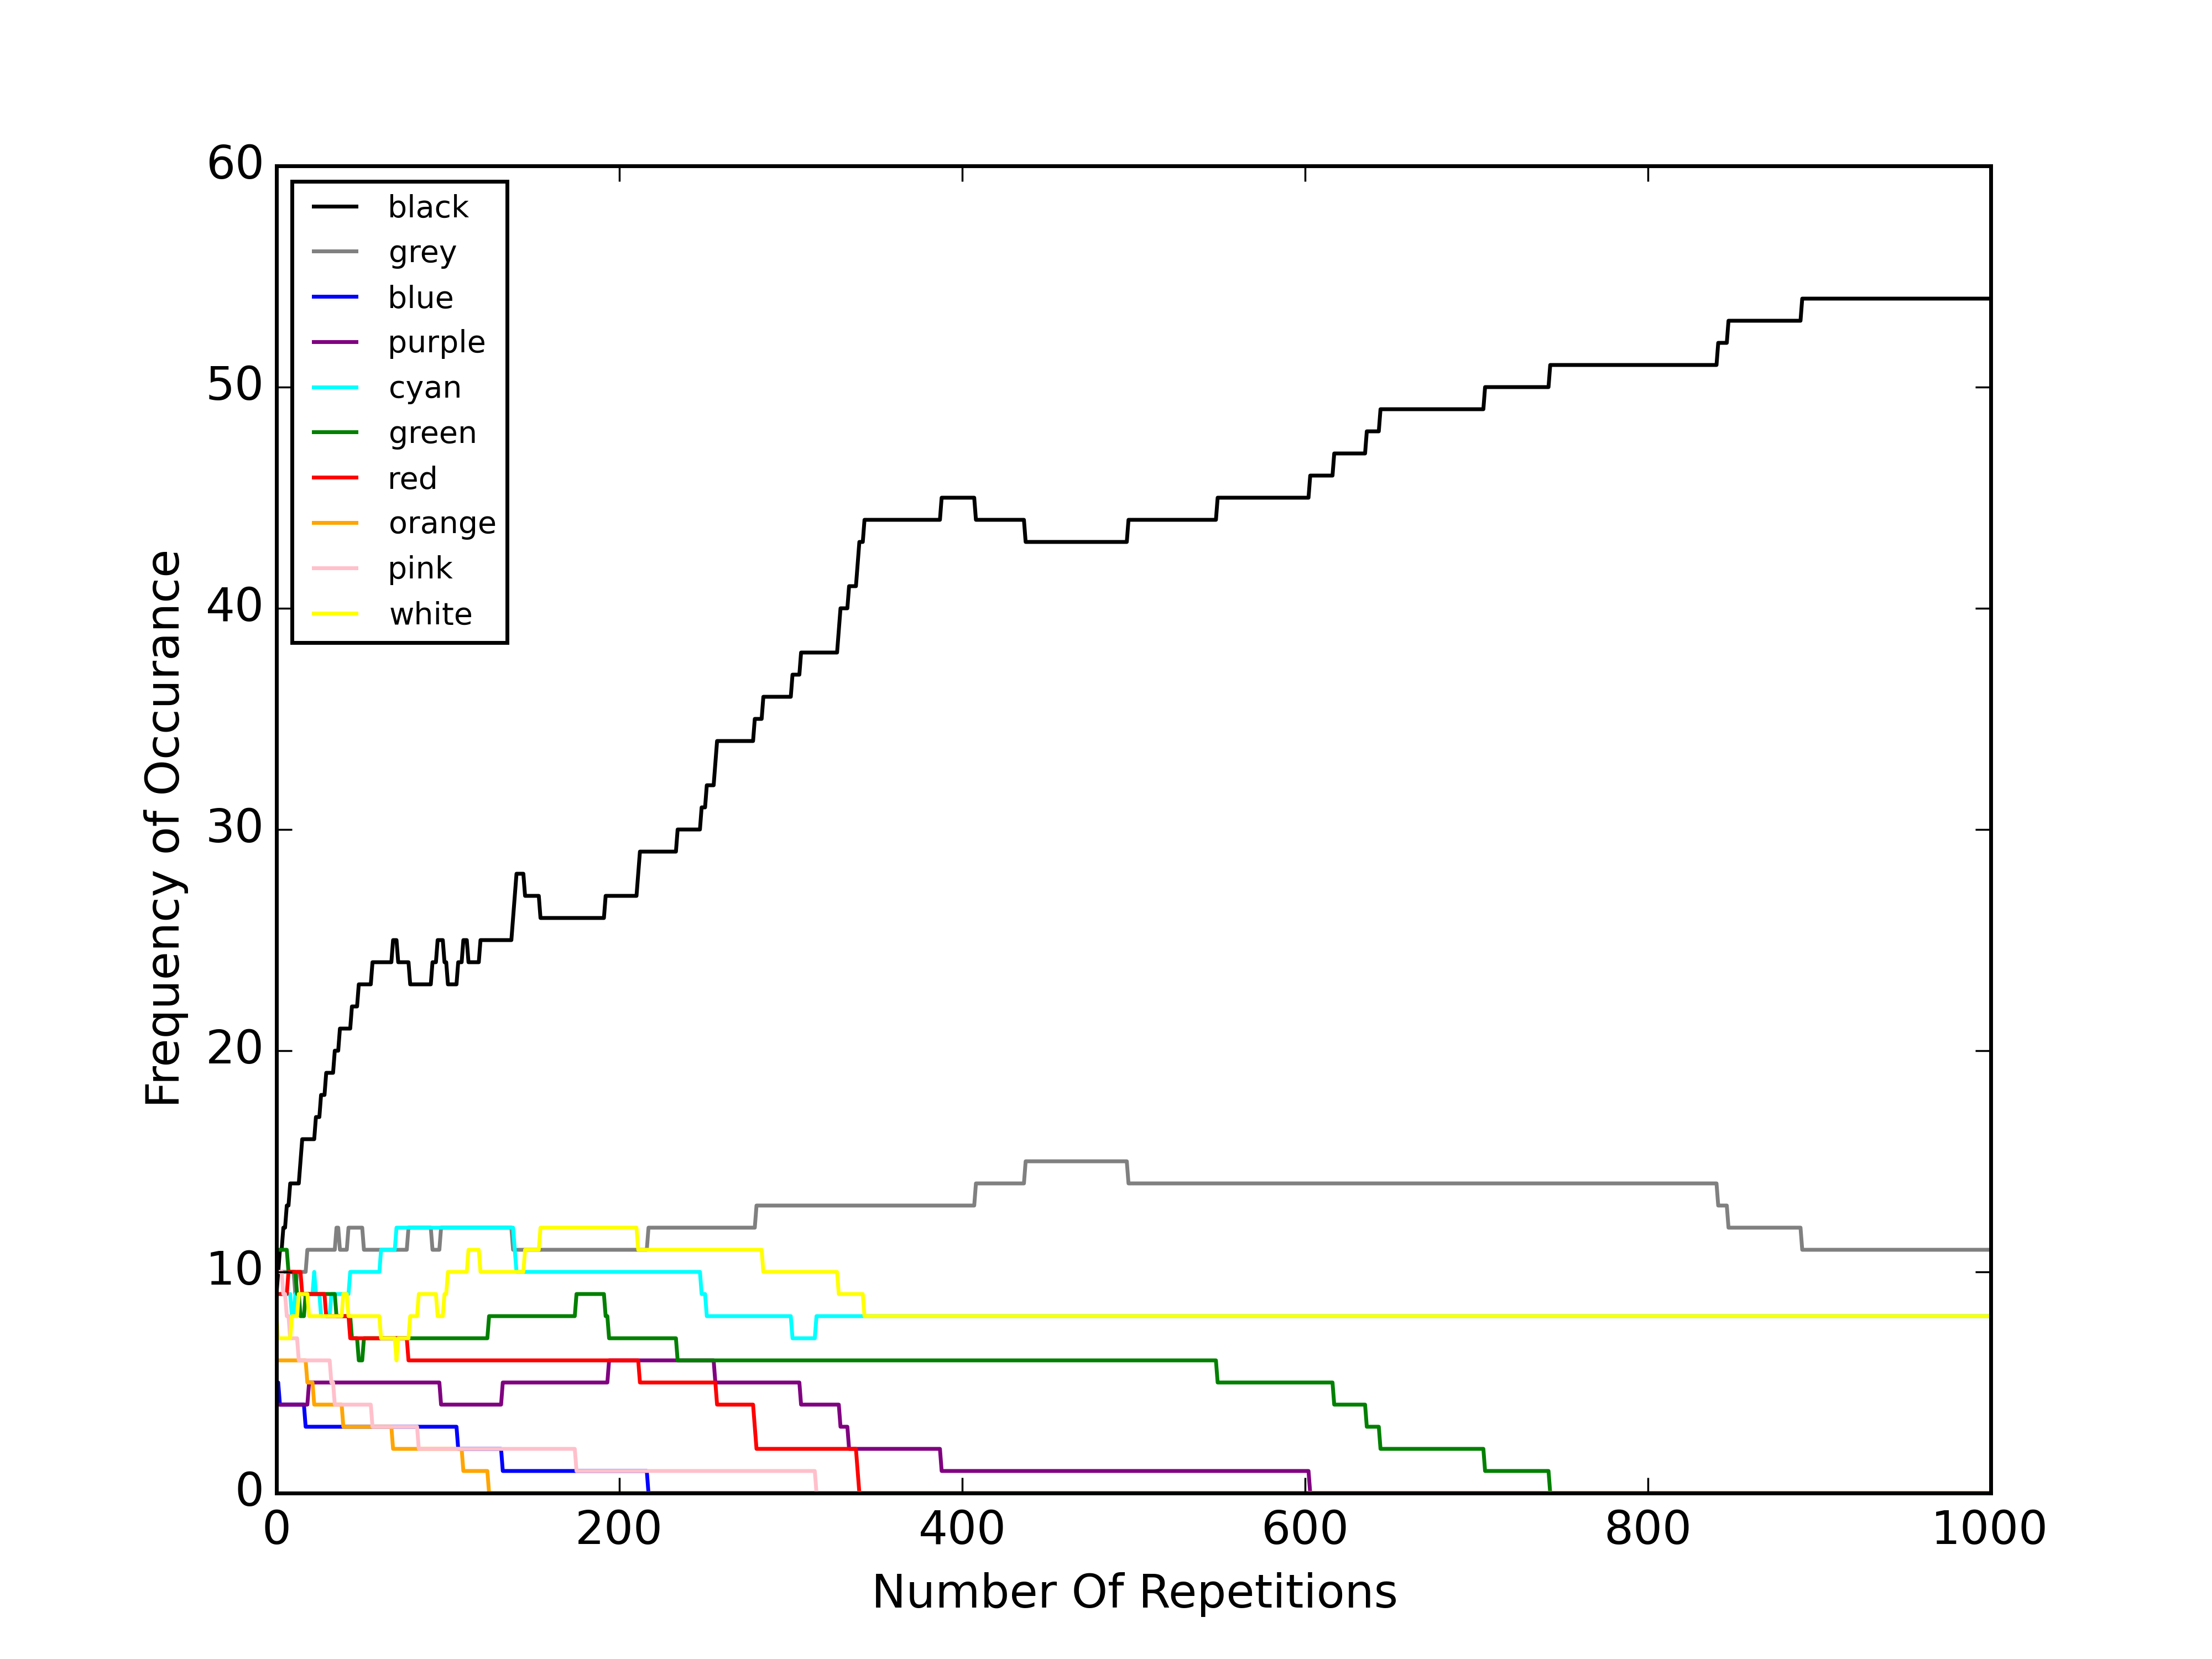 60
50
40
30
20
10
0
black
grey
blue
purple
cyan
green
red
orange
pink
white
Frequency of Occurance
0 200 400 600 800 1000
Number Of Repetitions